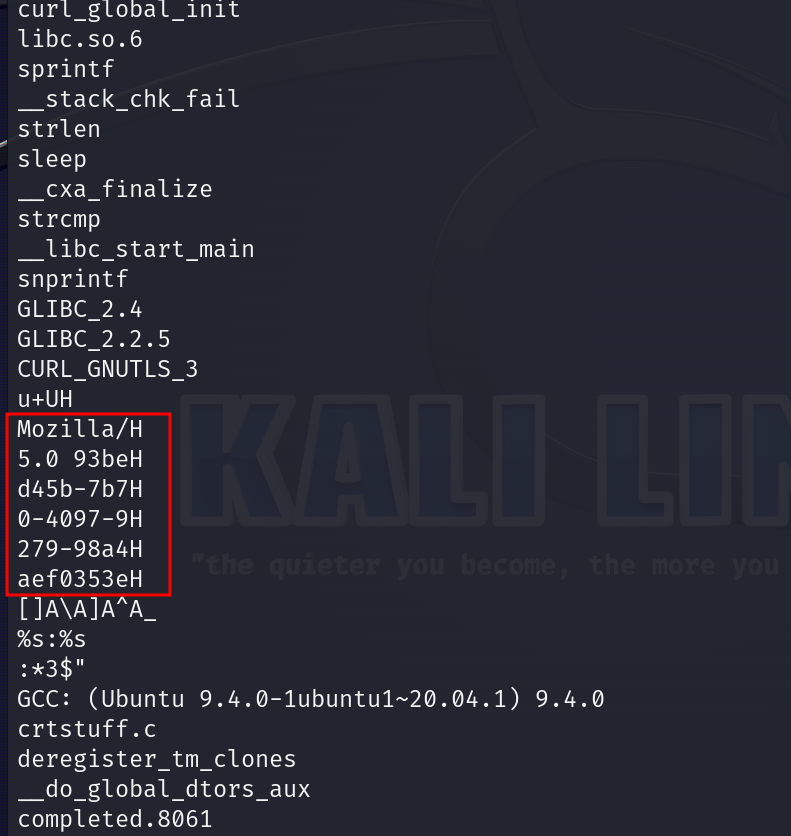 curl_global_init
libc.so.6
sprintf
__stack_chk_fail
strlen
sleep
__cxa_finalize
strcmp
__libc_start_main
snprintf
GLIBC_2.4
GLIBC_2.2.5
CURL_GNUTLS_3
u+UH
Mozilla/H
5.0 93beH
d45b-7b7H
0-4097-9H
279-98a4H
aef0353eH
[]A\A]A^A_
%s:%s
:*3$"
GCC: (Ubuntu 9.4.0-1ubuntu1~20.04.1) 9.4.0
crtstuff.c
deregister_tm_clones
__do_global_dtors_aux
completed.8061
KALI LIN
"the quieter you become, the more you